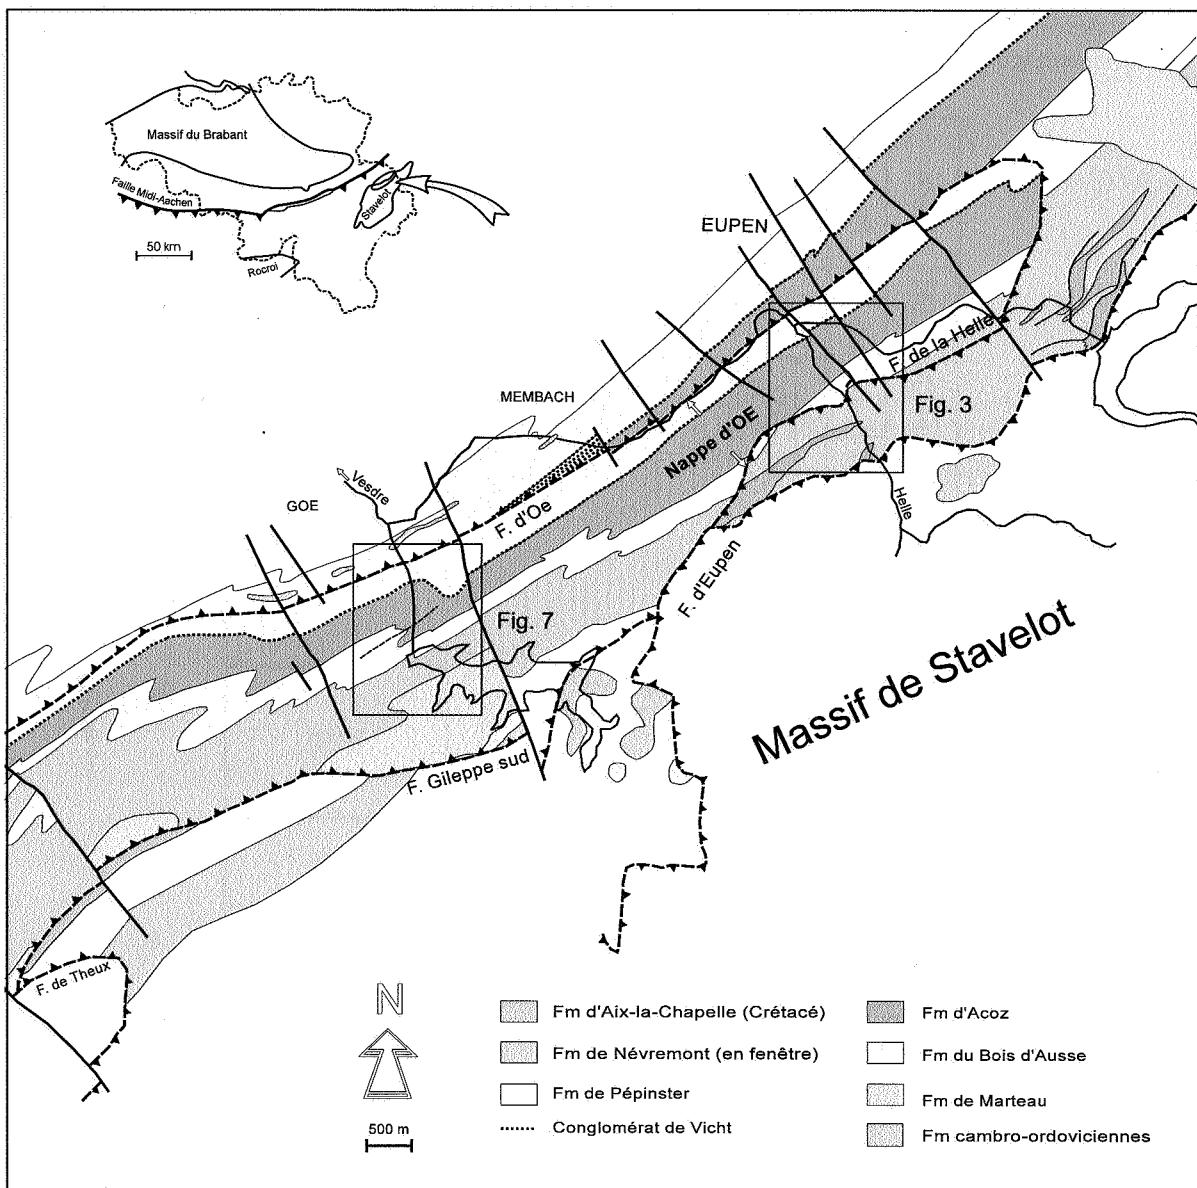 Massif du Brabant
Faille Midi-Aachen
Stavelot
50 km
Rocroi
EUPEN
F. de la Helle
MEMBACH
Fig. 3
Nappe d'OE
Vesdre
GOE
F. d'Oe
Helle
F. d'Eupen
Fig. 7
Massif de Stavelot
F. Gileppe sud
F. de Theux
N
500 m
Fm d'Aix-la-Chapelle (Crétacé)
Fm de Névremont (en fenêtre)
Fm de Pépinster
Conglomérat de Vicht
Fm d'Acoz
Fm du Bois d'Ausse
Fm de Marteau
Fm cambro-ordoviciennes